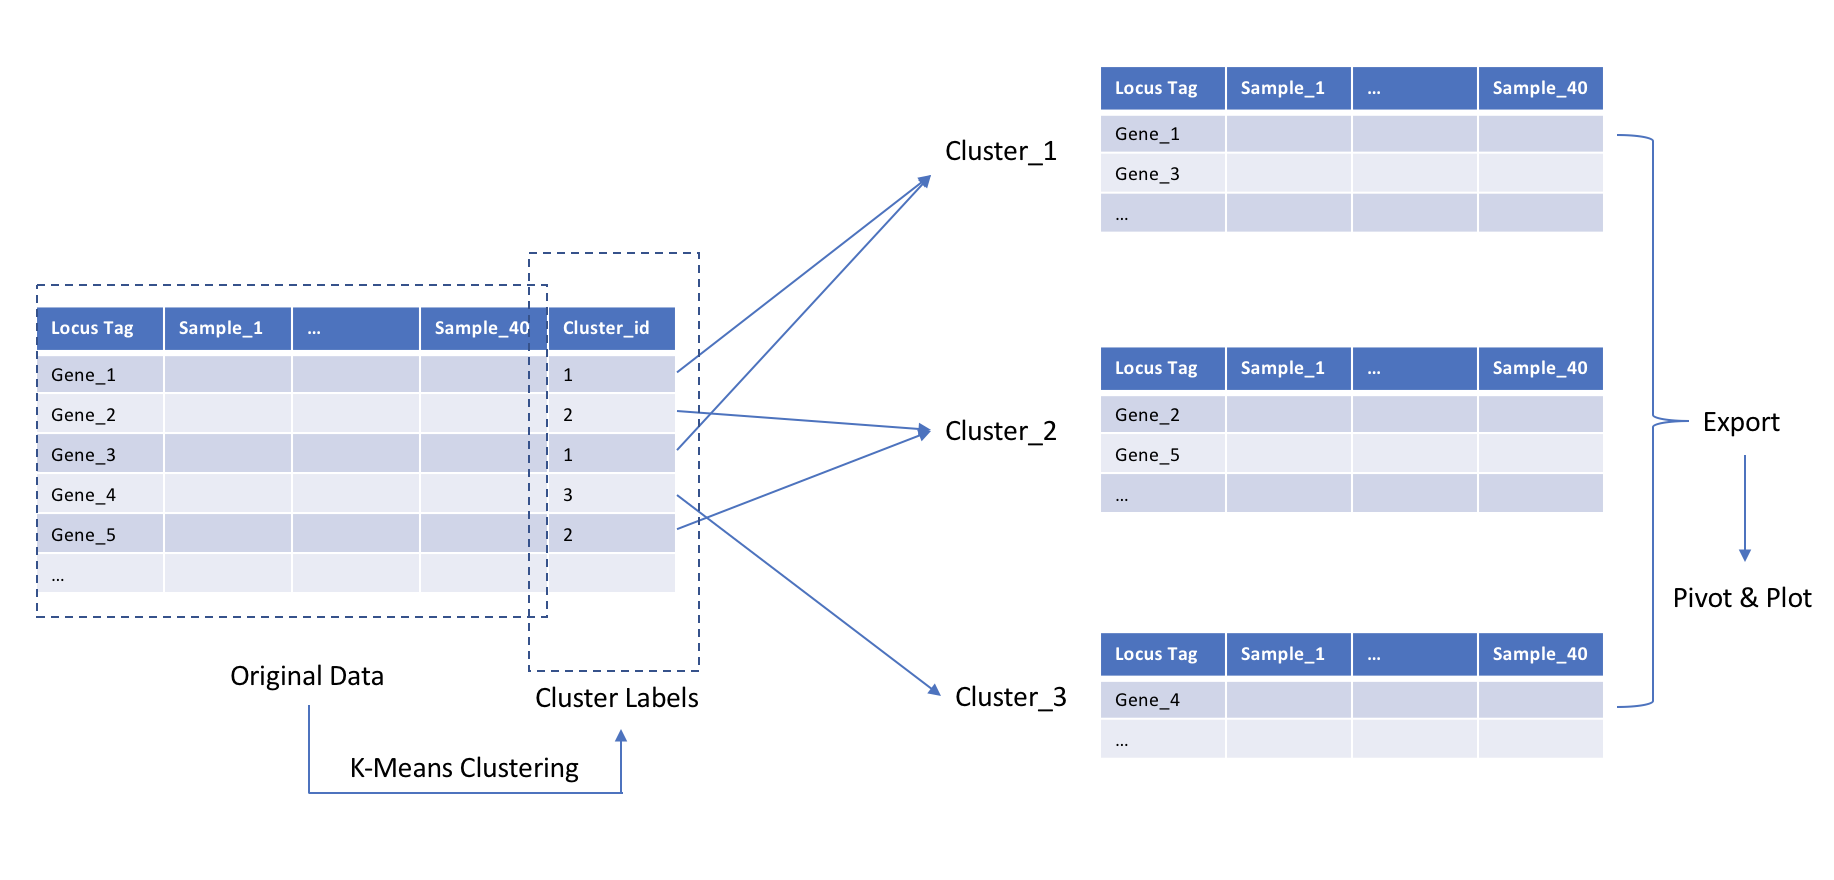 Locus Tag Sample_1 ... Sample_40 Cluster_id
Gene_1 1
Gene_2 2
Gene_3 1
Gene_4 3
Gene_5 2
...
Original Data
Cluster Labels
K-Means Clustering
Cluster_1
Locus Tag Sample_1 ... Sample_40
Gene_1
Gene_3
...
Cluster_2
Locus Tag Sample_1 ... Sample_40
Gene_2
Gene_5
...
Cluster_3
Locus Tag Sample_1 ... Sample_40
Gene_4
...
Export
Pivot & Plot